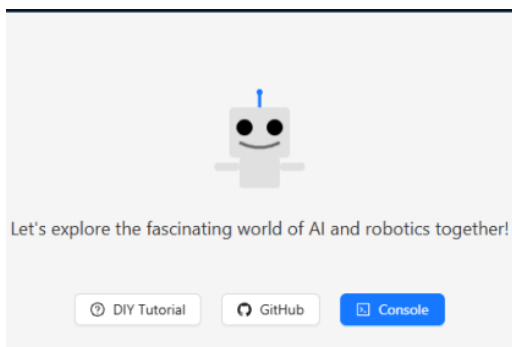 Let's explore the fascinating world of AI and robotics together!
DIY Tutorial GitHub Console